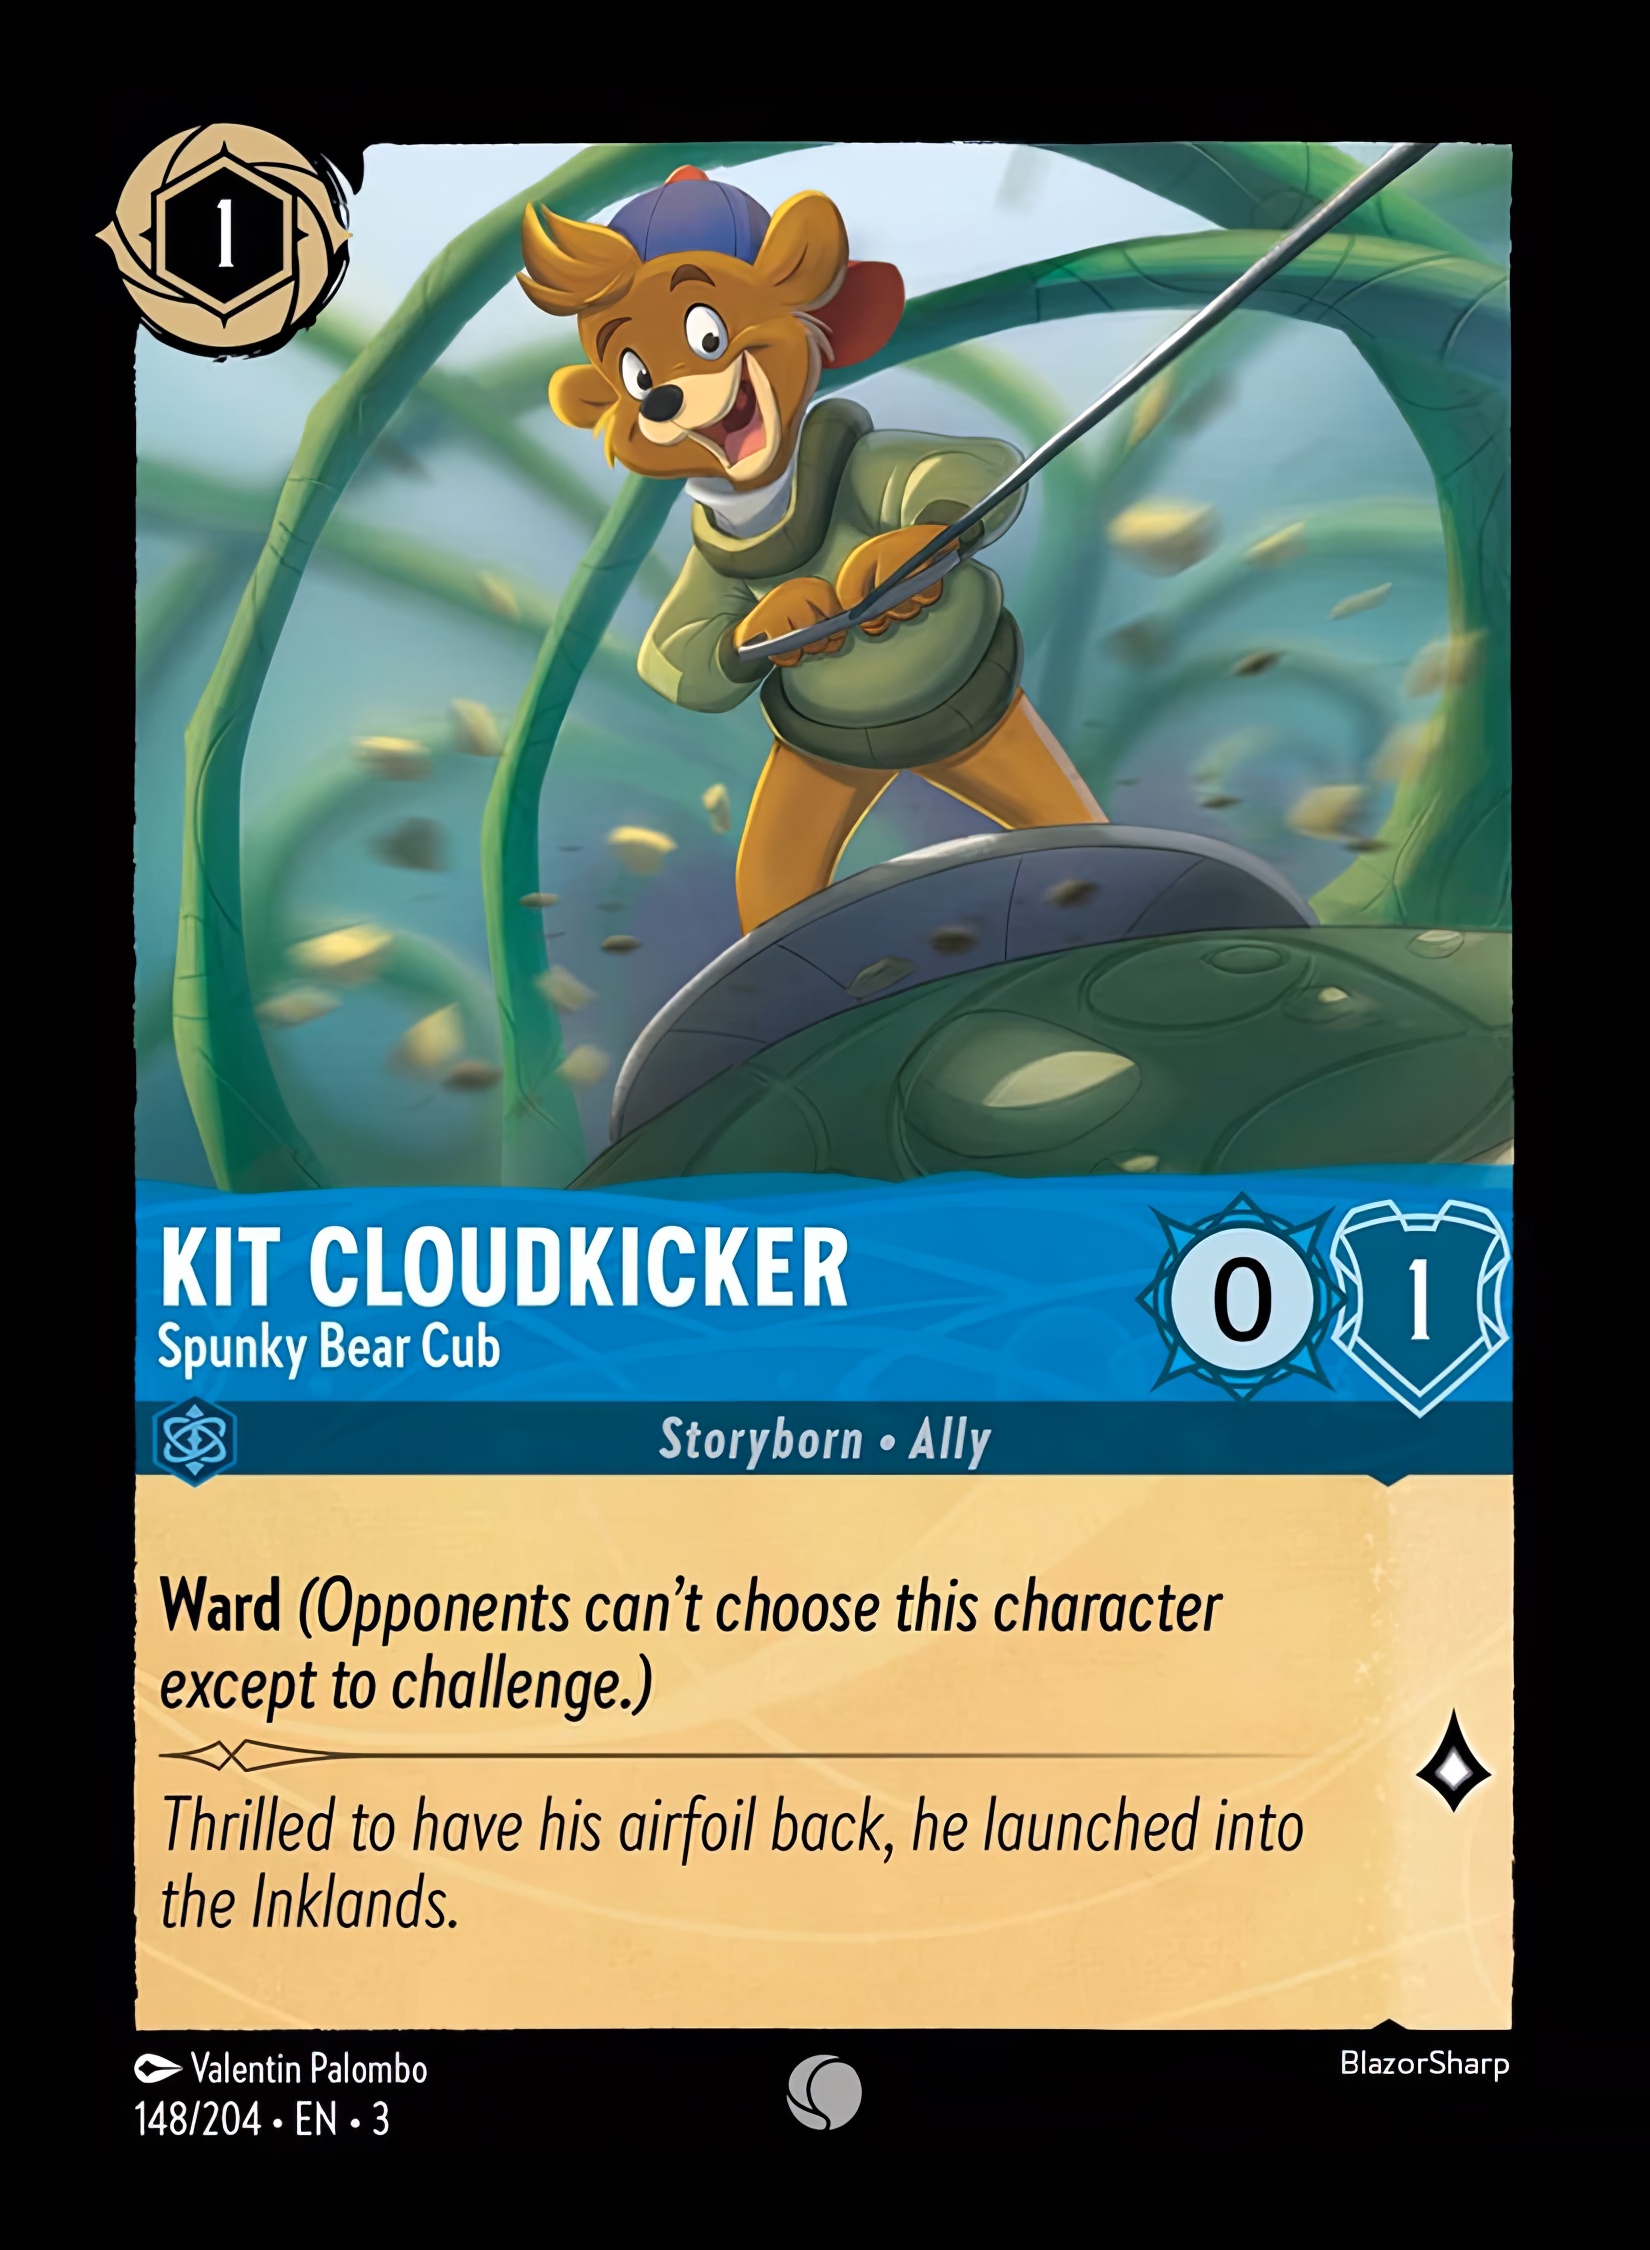 1
KIT CLOUDKICKER
Spunky Bear Cub
0 1
Storyborn • Ally
Ward (Opponents can't choose this character
except to challenge.)
Thrilled to have his airfoil back, he launched into
the Inklands.
Valentin Palombo
BlazorSharp
148/204 • EN • 3